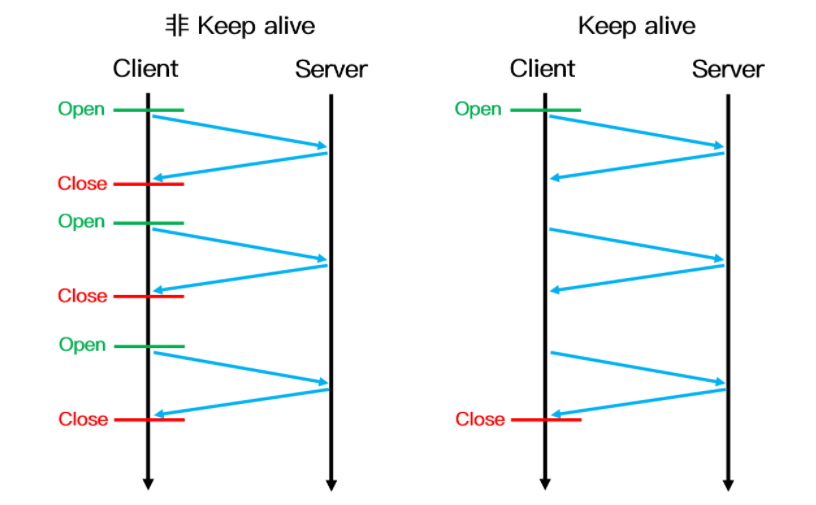 非 Keep alive
Client Server
Open
Close
Open
Close
Open
Close
Keep alive
Client Server
Open
Close